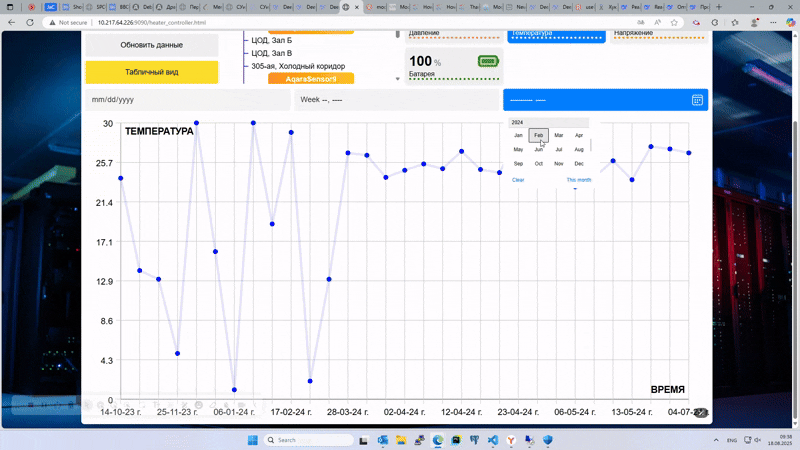 Not secure 10.217.64.226:9090/heater_controller.html
Обновить данные
Табличный вид
ЦОД, Зал Б
ЦОД, Зал В
305-ая, Холодный коридор
AqaraSensor6
Давление
Температура
Напряжение
100 %
Батарея
mm/dd/yyyy
Week --, ----
--------- ----
2024
Jan Feb Mar Apr
May Jun Jul Aug
Sep Oct Nov Dec
Clear This month
ТЕМПЕРАТУРА
30
25,7
21.4
17.1
12.9
8.6
4.3
0
ВРЕМЯ
14-10-23 г. 25-11-23 г. 06-01-24 г. 17-02-24 г. 28-03-24 г. 02-04-24 г. 12-04-24 г. 23-04-24 г. 06-05-24 г. 13-05-24 г. 04-07-22
Search
ENG
09:38
18.08.2025